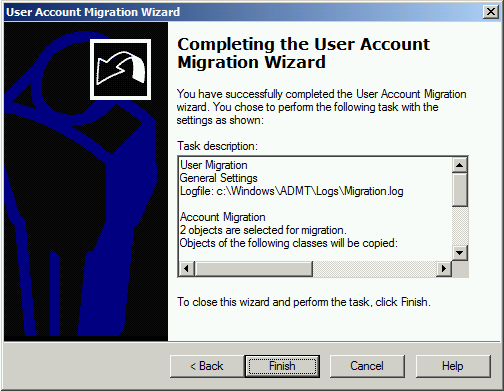 User Account Migration Wizard
Completing the User Account
Migration Wizard
You have successfully completed the User Account Migration
wizard. You chose to perform the following task with the
settings as shown:
Task description:
User Migration
General Settings
Logfile: c:\Windows\ADMT\Logs\Migration.log
Account Migration
2 objects are selected for migration.
Objects of the following classes will be copied:
To close this wizard and perform the task, click Finish.
< Back
Finish
Cancel
Help